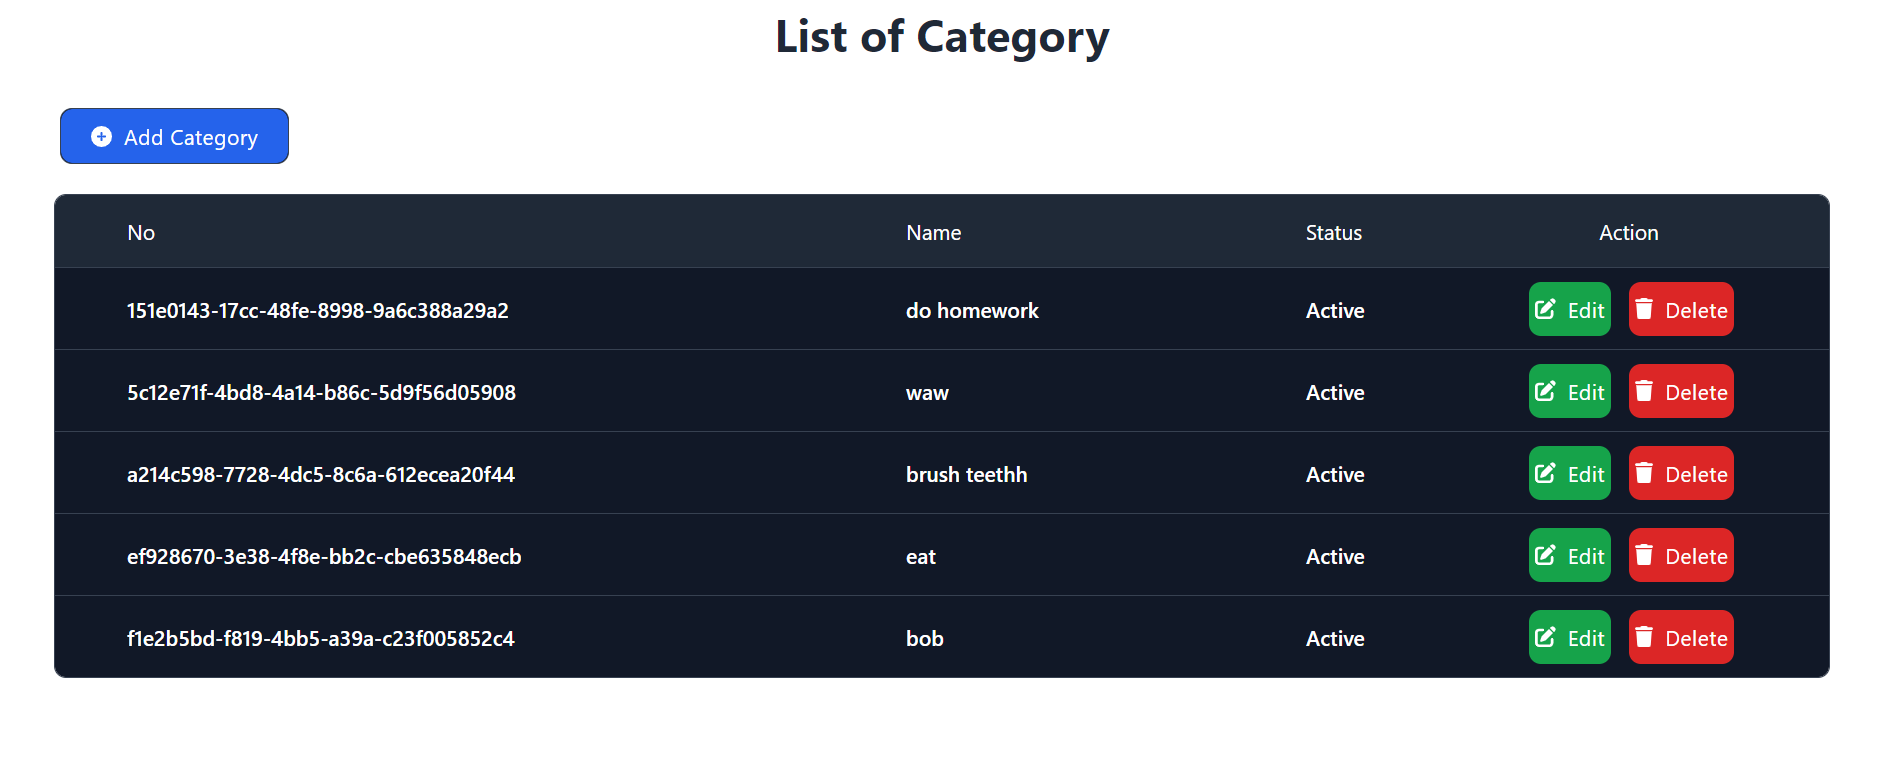 List of Category
Add Category
No Name Status Action
151e0143-17cc-48fe-8998-9a6c388a29a2 do homework Active Edit Delete
5c12e71f-4bd8-4a14-b86c-5d9f56d05908 waw Active Edit Delete
a214c598-7728-4dc5-8c6a-612ecea20f44 brush teethh Active Edit Delete
ef928670-3e38-4f8e-bb2c-cbe635848ecb eat Active Edit Delete
f1e2b5bd-f819-4bb5-a39a-c23f005852c4 bob Active Edit Delete